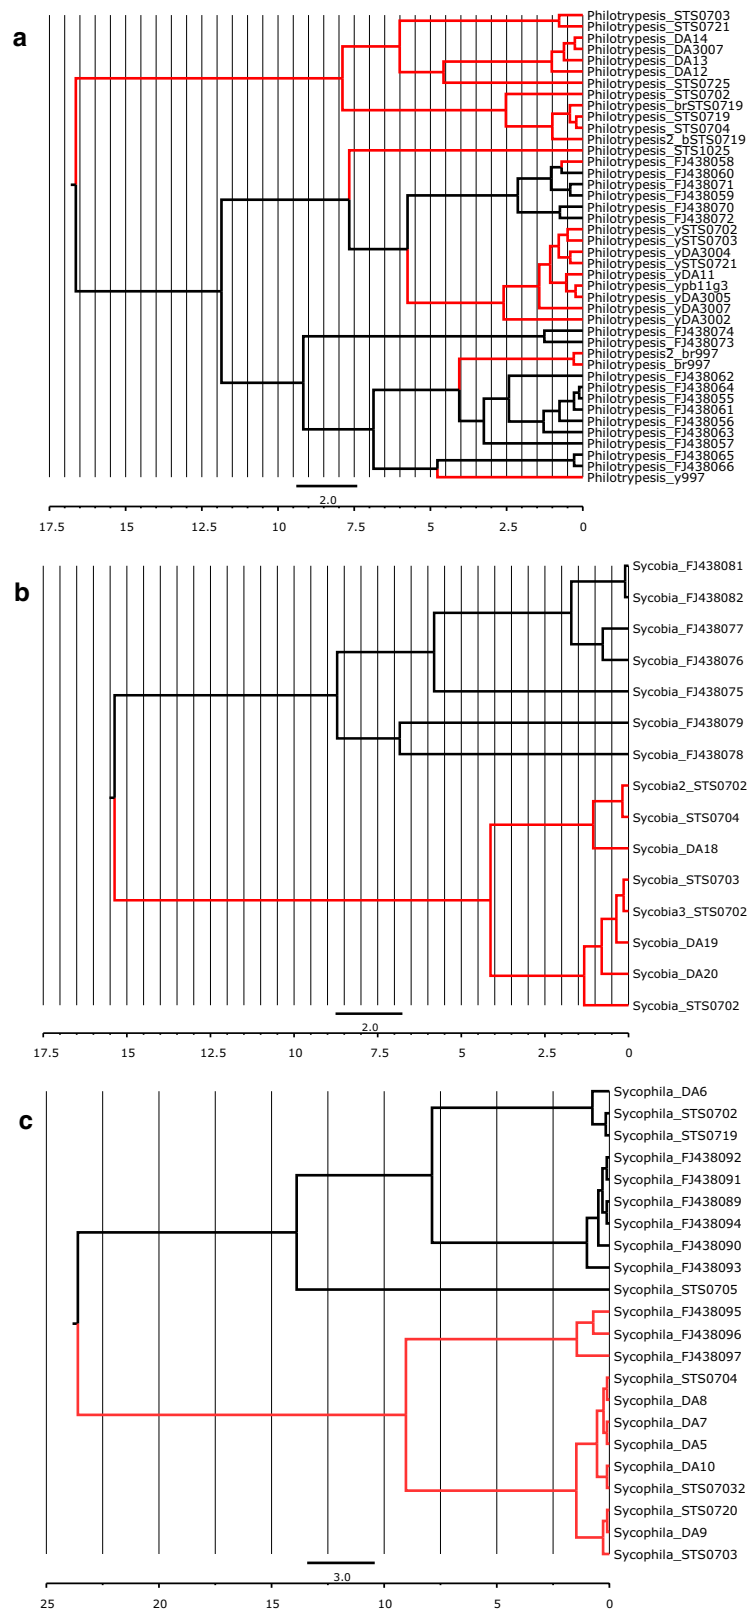 a
Philotrypesis_STS0703
Philotrypesis_STS0721
Philotrypesis_DA14
Philotrypesis_DA3007
Philotrypesis_DA13
Philotrypesis_DA12
Philotrypesis_STS0725
Philotrypesis_STS0702
Philotrypesis_brSTS0719
Philotrypesis_STS0719
Philotrypesis_STS0704
Philotrypesis2_bSTS0719
Philotrypesis_STS1025
Philotrypesis_FJ438058
Philotrypesis_FJ438060
Philotrypesis_FJ438071
Philotrypesis_FJ438059
Philotrypesis_FJ438070
Philotrypesis_FJ438072
Philotrypesis_ySTS0702
Philotrypesis_ySTS0703
Philotrypesis_yDA3004
Philotrypesis_ySTS0721
Philotrypesis_yDA11
Philotrypesis_ypb11g3
Philotrypesis_yDA3005
Philotrypesis_yDA3007
Philotrypesis_yDA3002
Philotrypesis_FJ438074
Philotrypesis_FJ438073
Philotrypesis2_br997
Philotrypesis_br997
Philotrypesis_FJ438062
Philotrypesis_FJ438064
Philotrypesis_FJ438055
Philotrypesis_FJ438061
Philotrypesis_FJ438056
Philotrypesis_FJ438063
Philotrypesis_FJ438057
Philotrypesis_FJ438065
Philotrypesis_FJ438066
Philotrypesis_y997
2.0
17.5 15 12.5 10 7.5 5 2.5 0
b
Sycobia_FJ438081
Sycobia_FJ438082
Sycobia_FJ438077
Sycobia_FJ438076
Sycobia_FJ438075
Sycobia_FJ438079
Sycobia_FJ438078
Sycobia2_STS0702
Sycobia_STS0704
Sycobia_DA18
Sycobia_STS0703
Sycobia3_STS0702
Sycobia_DA19
Sycobia_DA20
Sycobia_STS0702
2.0
17.5 15 12.5 10 7.5 5 2.5 0
c
Sycophila_DA6
Sycophila_STS0702
Sycophila_STS0719
Sycophila_FJ438092
Sycophila_FJ438091
Sycophila_FJ438089
Sycophila_FJ438094
Sycophila_FJ438090
Sycophila_FJ438093
Sycophila_STS0705
Sycophila_FJ438095
Sycophila_FJ438096
Sycophila_FJ438097
Sycophila_STS0704
Sycophila_DA8
Sycophila_DA7
Sycophila_DA5
Sycophila_DA10
Sycophila_STS07032
Sycophila_STS0720
Sycophila_DA9
Sycophila_STS0703
3.0
25 20 15 10 5 0